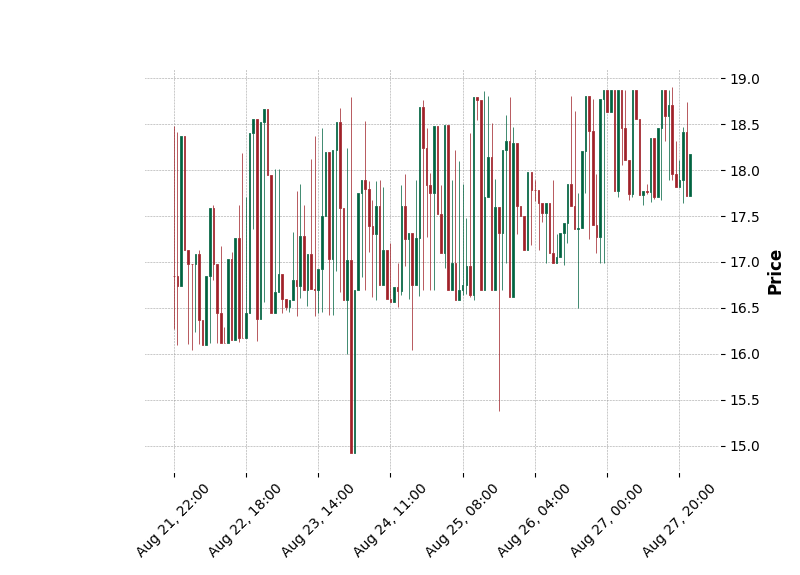 19.0
18.5
18.0
17.5
17.0
16.5
16.0
15.5
15.0
Price
Aug 21, 22:00
Aug 22, 18:00
Aug 23, 14:00
Aug 24, 11:00
Aug 25, 08:00
Aug 26, 04:00
Aug 27, 00:00
Aug 27, 20:00